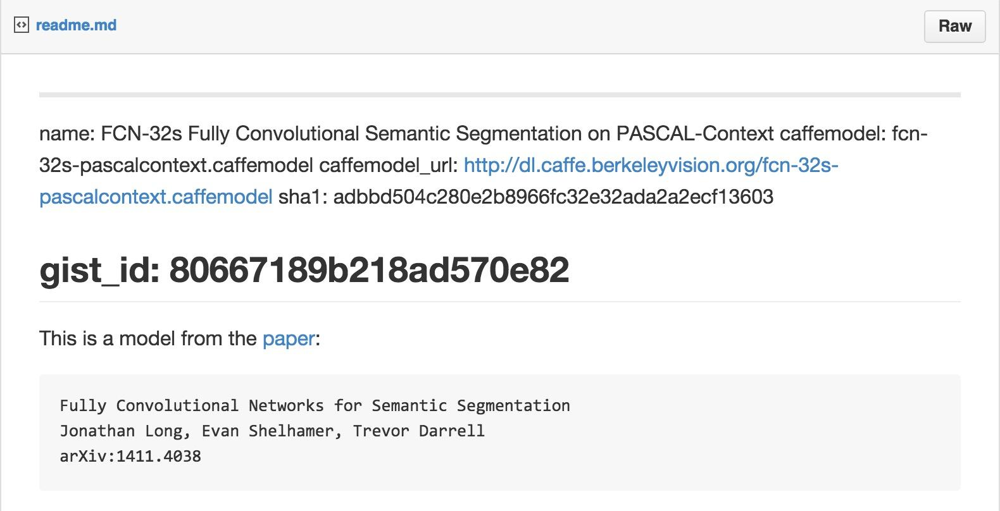 readme.md
Raw
name: FCN-32s Fully Convolutional Semantic Segmentation on PASCAL-Context caffemodel: fcn-
32s-pascalcontext.caffemodel caffemodel_url: http://dl.caffe.berkeleyvision.org/fcn-32s-
pascalcontext.caffemodel sha1: adbbd504c280e2b8966fc32e32ada2a2ecf13603
gist_id: 80667189b218ad570e82
This is a model from the paper:
Fully Convolutional Networks for Semantic Segmentation
Jonathan Long, Evan Shelhamer, Trevor Darrell
arXiv:1411.4038